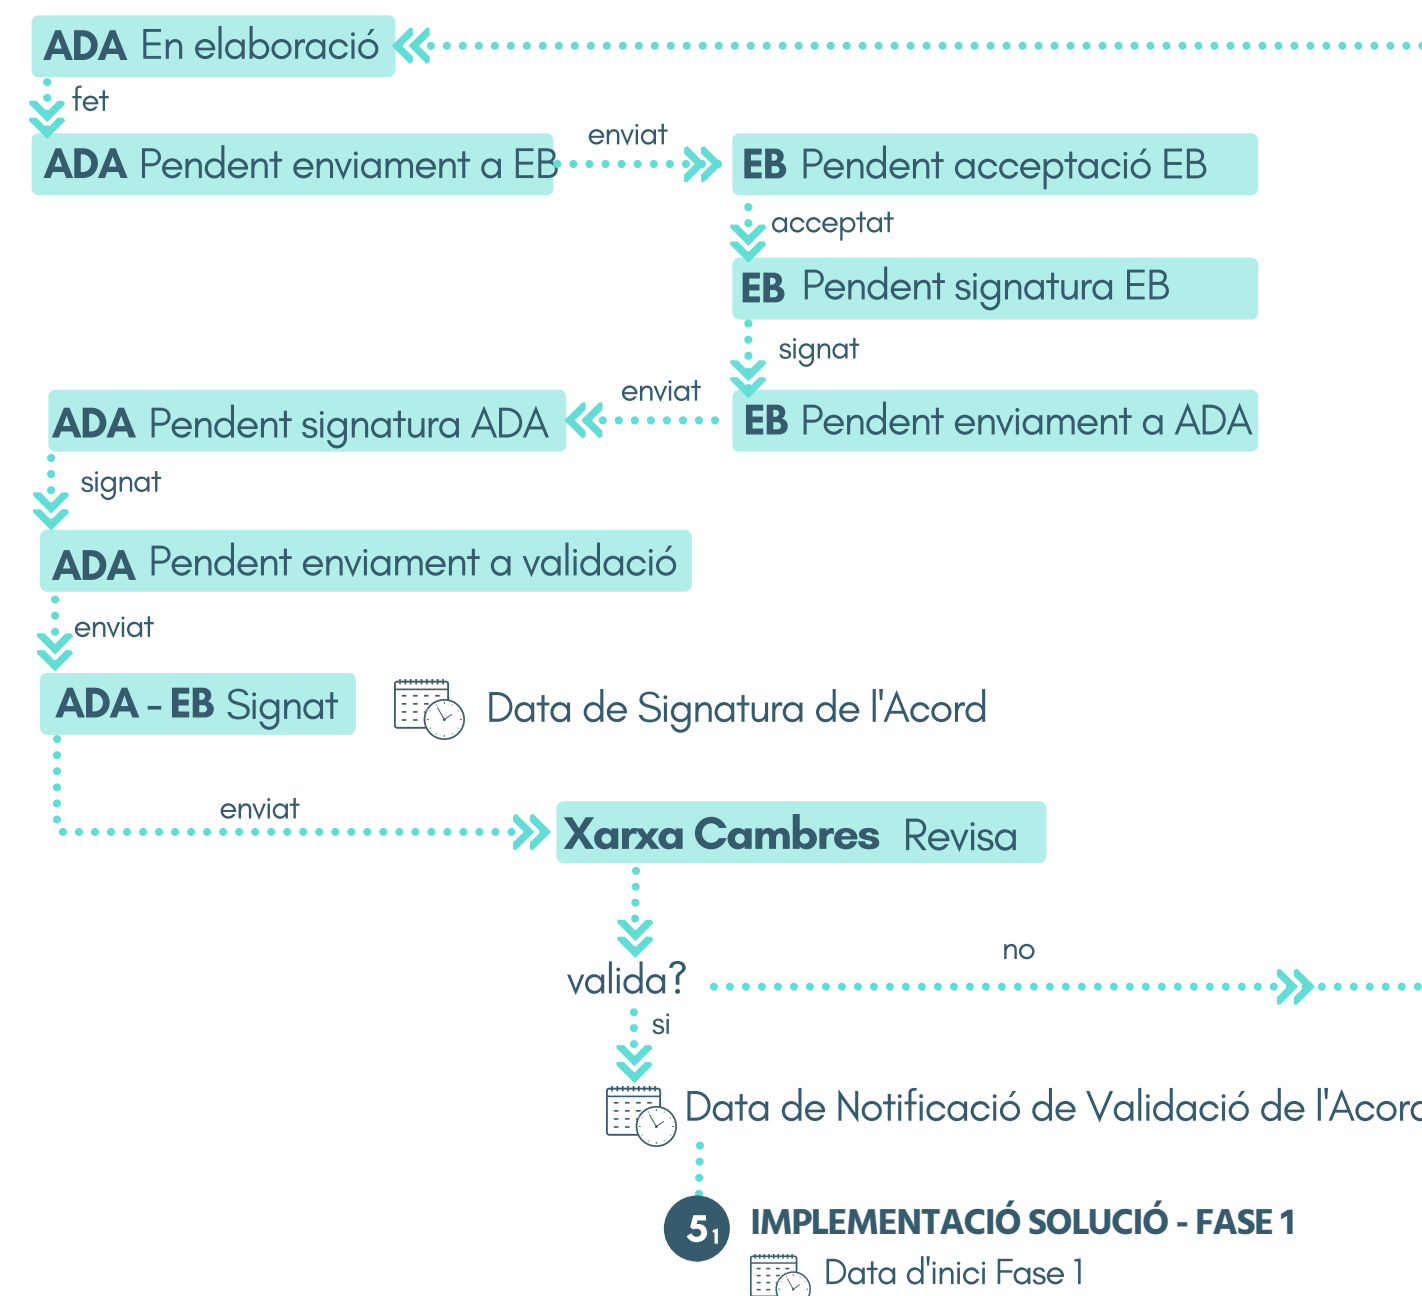 ADA En elaboració
fet
ADA Pendent enviament a EB
enviat
EB Pendent acceptació EB
acceptat
EB Pendent signatura EB
signat
enviat
ADA Pendent signatura ADA
EB Pendent enviament a ADA
signat
ADA Pendent enviament a validació
enviat
ADA - EB Signat
Data de Signatura de l'Acord
enviat
Xarxa Cambres Revisa
no
valida?
si
Data de Notificació de Validació de l'Acord
5 1 IMPLEMENTACIÓ SOLUCIÓ - FASE 1
Data d'inici Fase 1